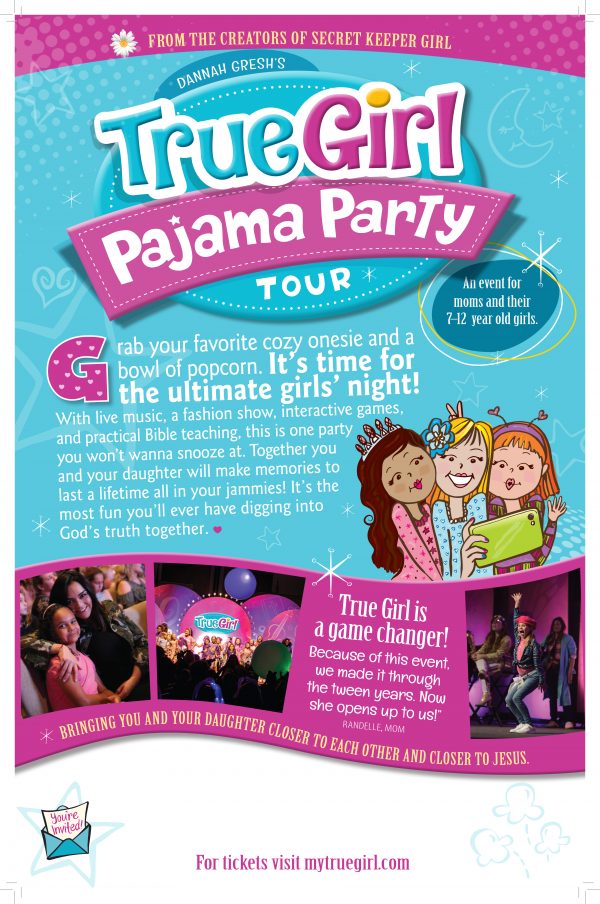 FROM THE CREATORS OF SECRET KEEPER GIRL
DANNAH GRESH'S
TRUE GIRL
PAJAMA PARTY
TOUR
An event for
moms and their
7-12 year old girls.
Grab your favorite cozy onesie and a
bowl of popcorn. It's time for
the ultimate girls' night!
With live music, a fashion show, interactive games,
and practical Bible teaching, this is one party
you won't wanna snooze at. Together you
and your daughter will make memories to
last a lifetime all in your jammies! It's the
most fun you'll ever have digging into
God's truth together.
TRUE GIRL
True Girl is
a game changer!
Because of this event,
we made it through
the tween years. Now
she opens up to us!"
RANDELLE, MOM
BRINGING YOU AND YOUR DAUGHTER CLOSER TO EACH OTHER AND CLOSER TO JESUS.
You're
Invited!
For tickets visit mytruegirl.com